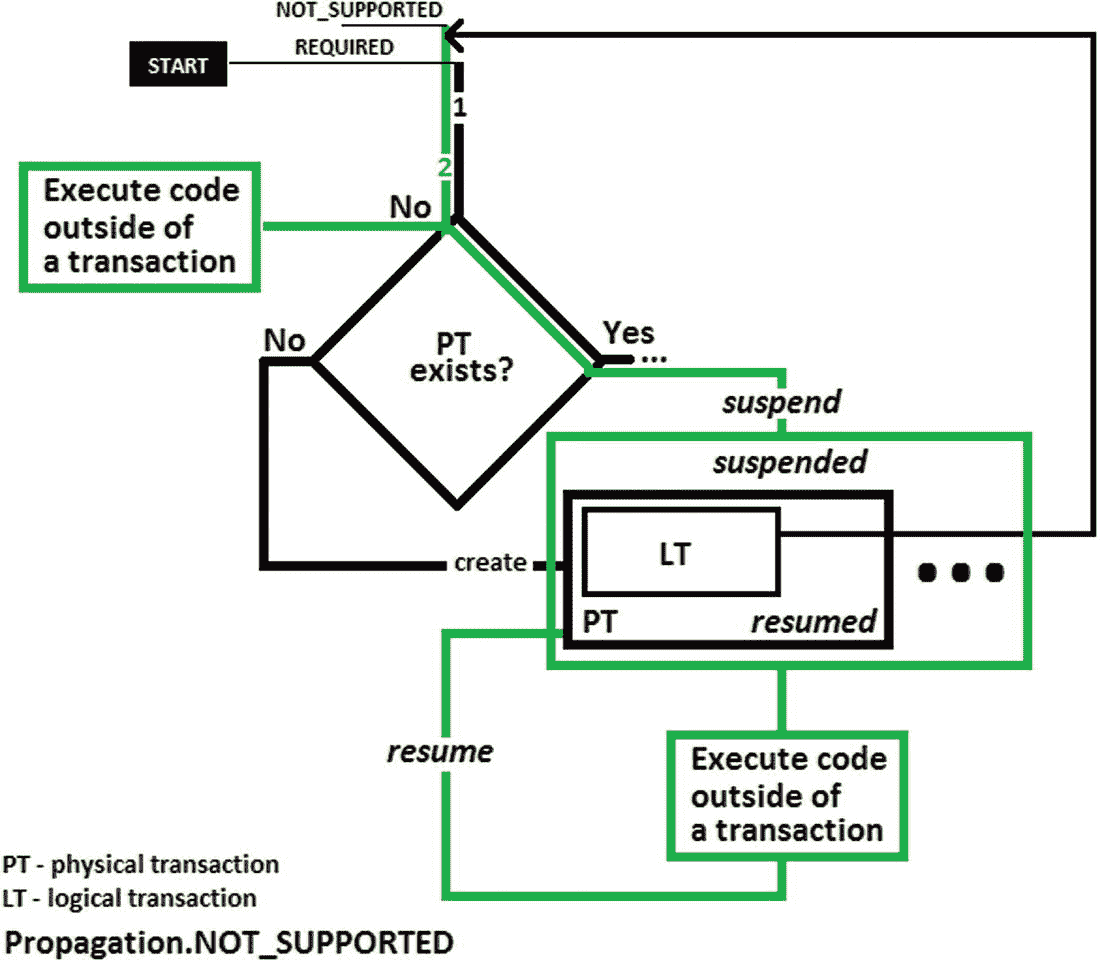 NOT_SUPPORTED
REQUIRED
START
1
2
Execute code
outside of
a transaction
No
No
PT
exists?
Yes
...
suspend
suspended
LT
create
PT
resumed
resume
Execute code
outside of
a transaction
PT - physical transaction
LT - logical transaction
Propagation.NOT_SUPPORTED